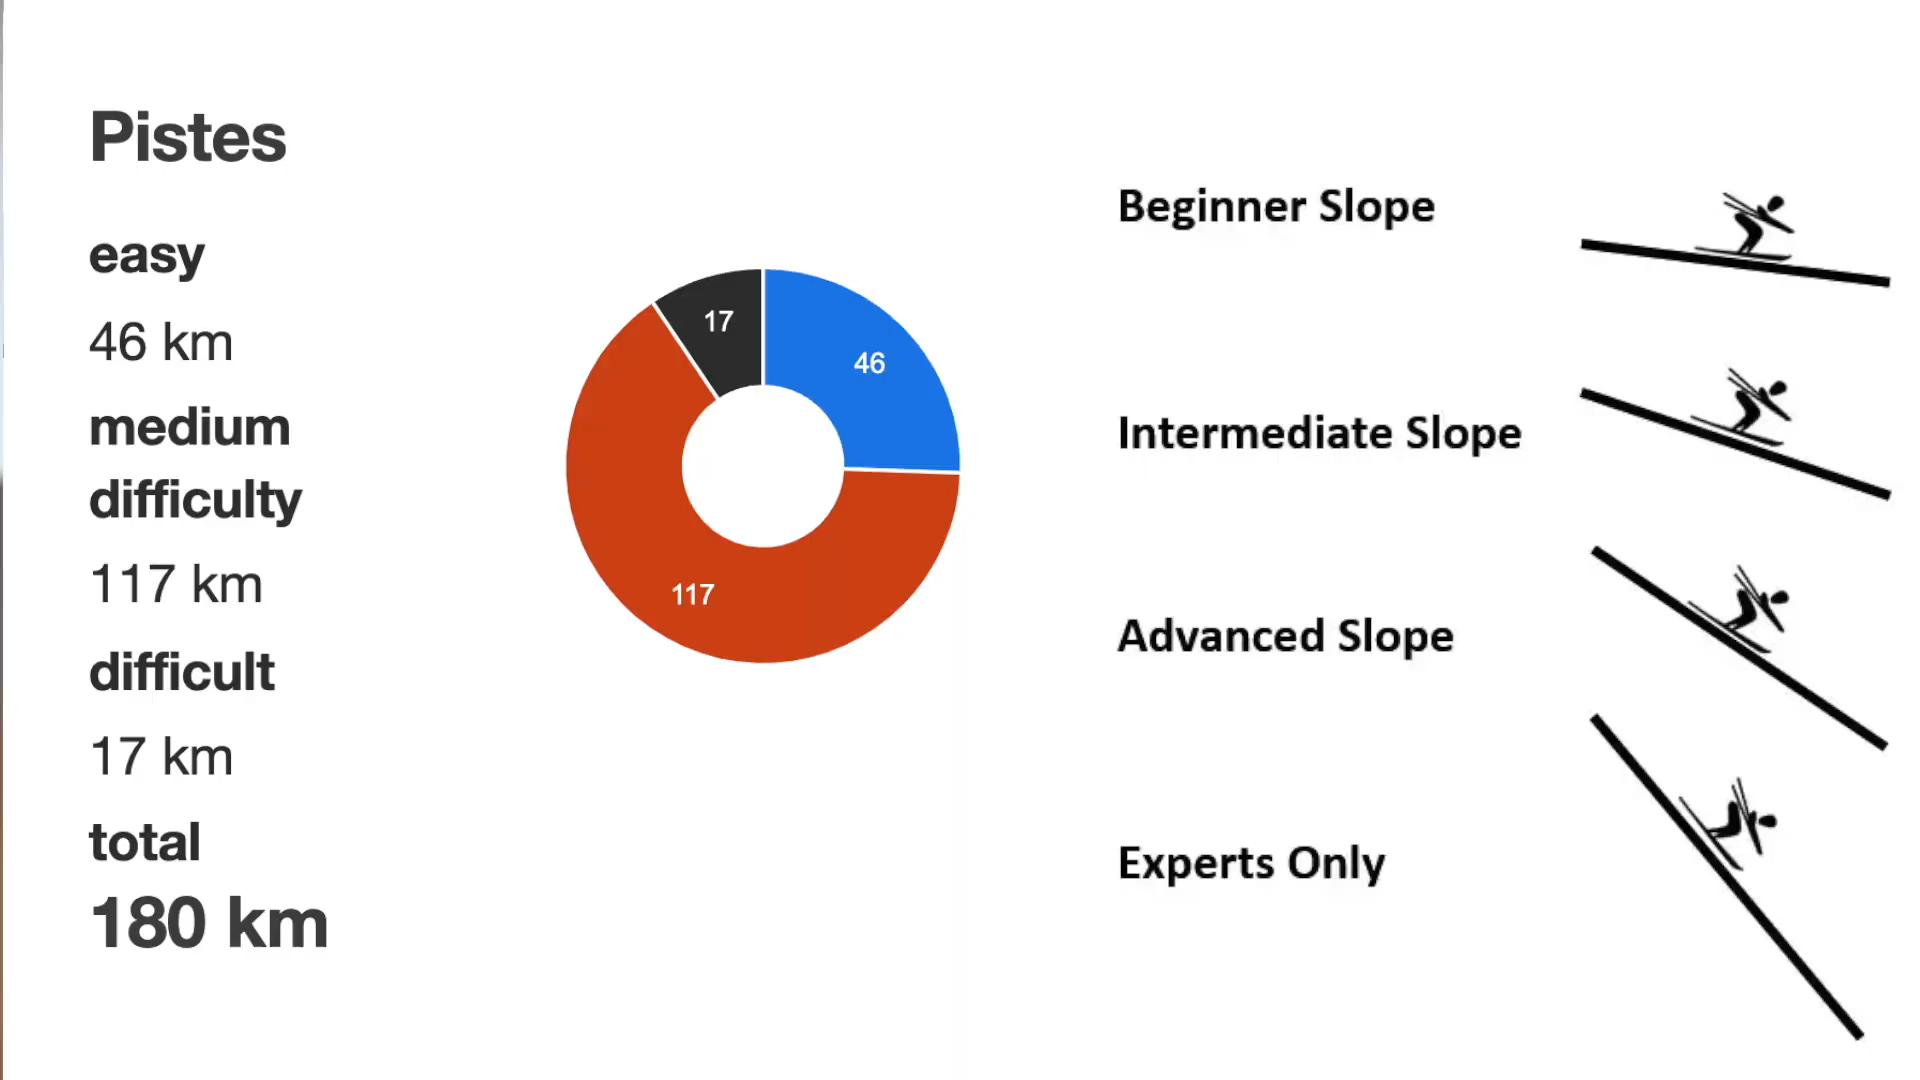 Pistes
easy
46 km
medium
difficulty
117 km
difficult
17 km
total
180 km
17
46
117
Beginner Slope
Intermediate Slope
Advanced Slope
Experts Only